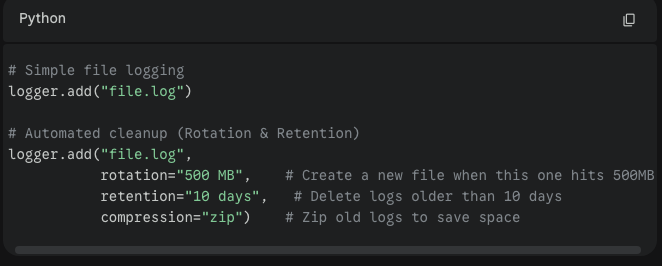 Python
# Simple file logging
logger.add("file.log")
# Automated cleanup (Rotation & Retention)
logger.add("file.log",
rotation="500 MB",    # Create a new file when this one hits 500MB
retention="10 days",   # Delete logs older than 10 days
compression="zip")    # Zip old logs to save space